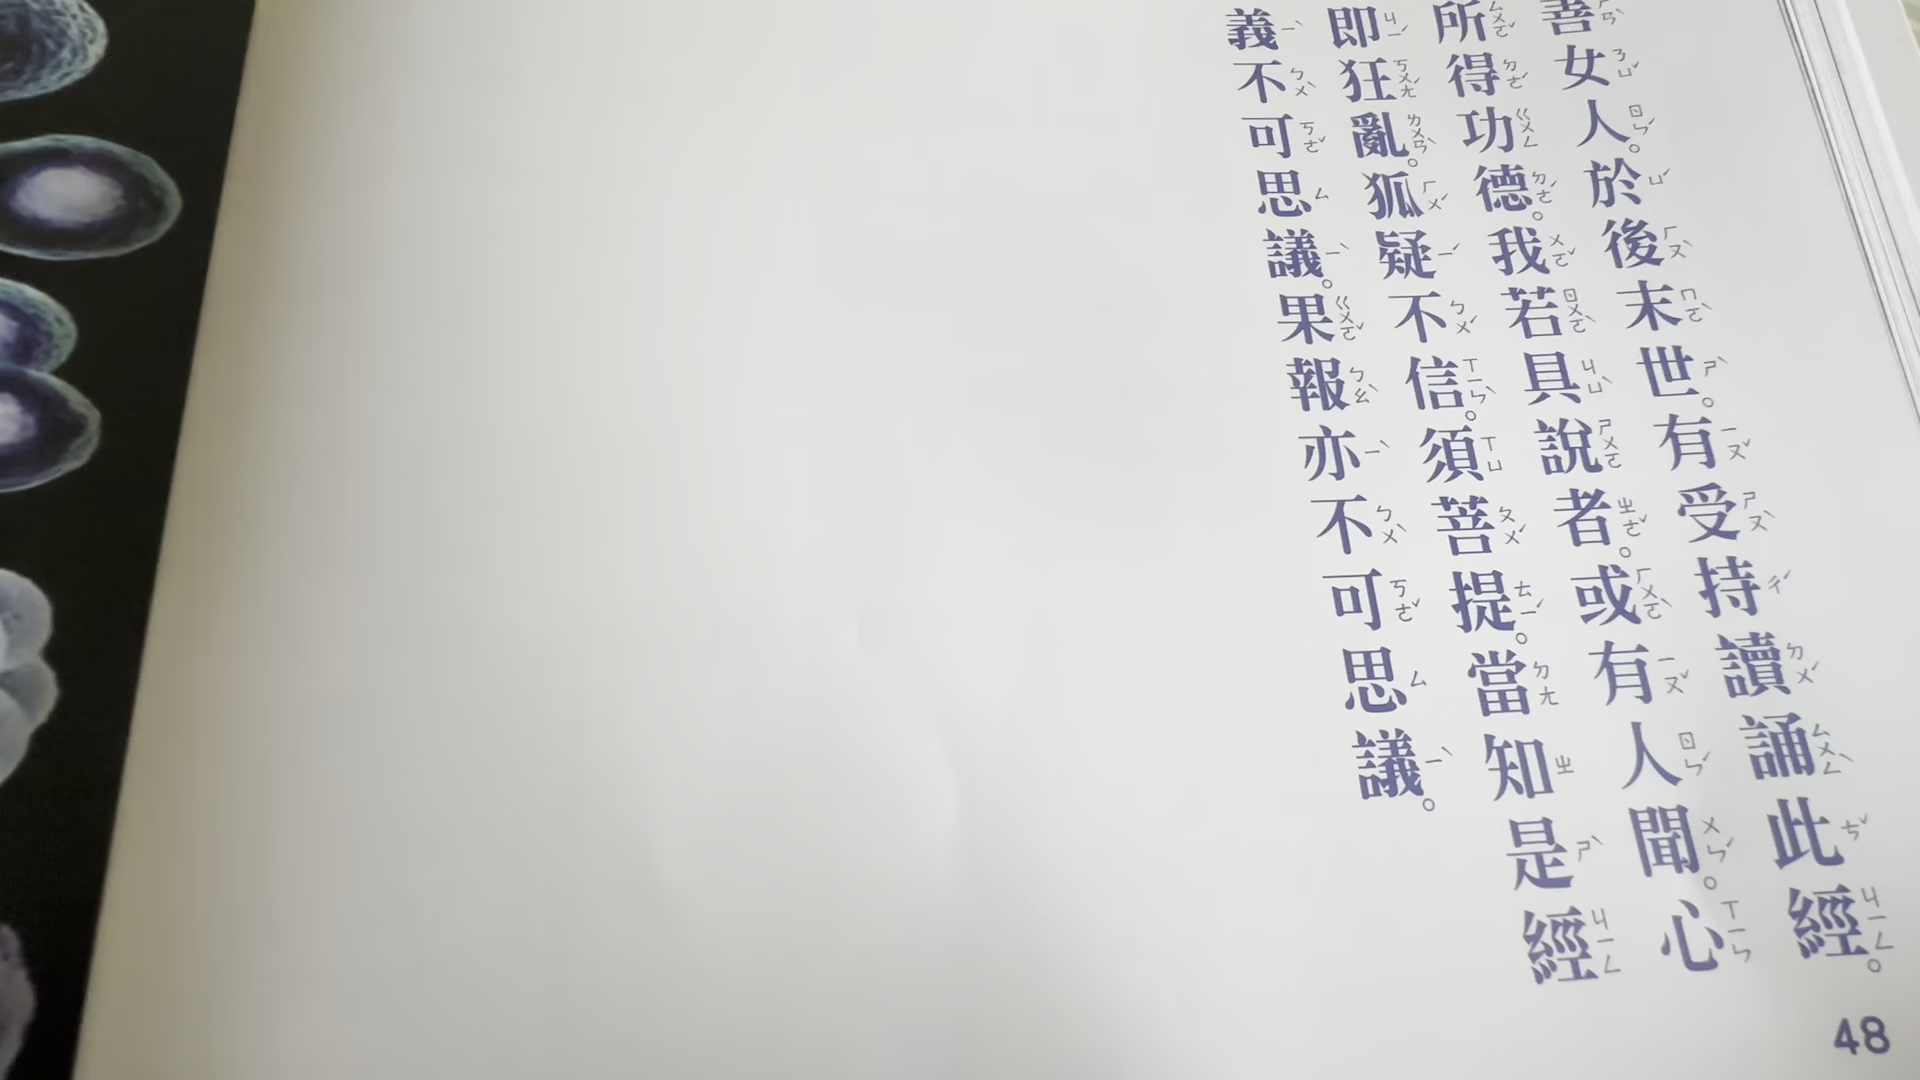 善女人。於後末世。有受持讀誦此經。
所得功德。我若具說者。或有人聞。心
即狂亂。狐疑不信。須菩提。當知是經
義不可思議。果報亦不可思議。
48